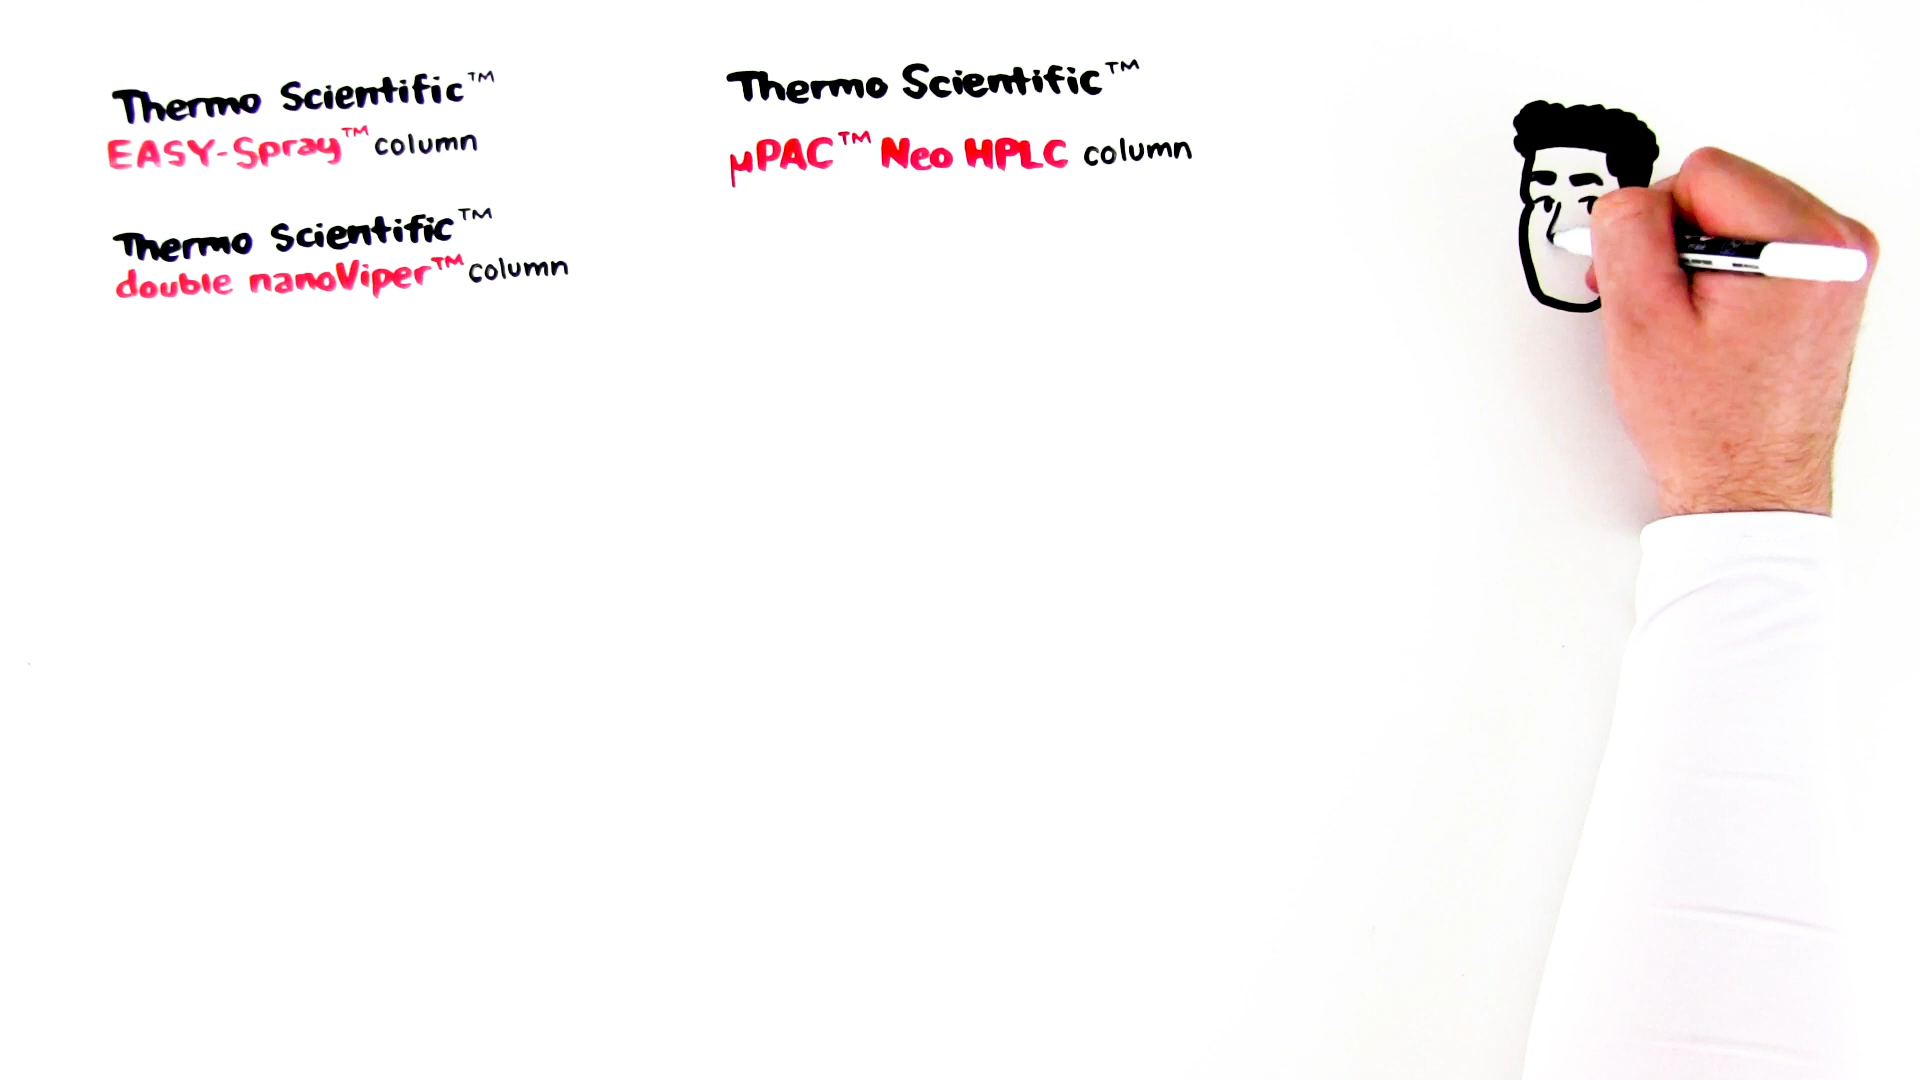 Thermo Scientific™
EASY-Spray™ column
Thermo Scientific™
double nanoViper™ column
Thermo Scientific™
µPAC™ Neo HPLC column